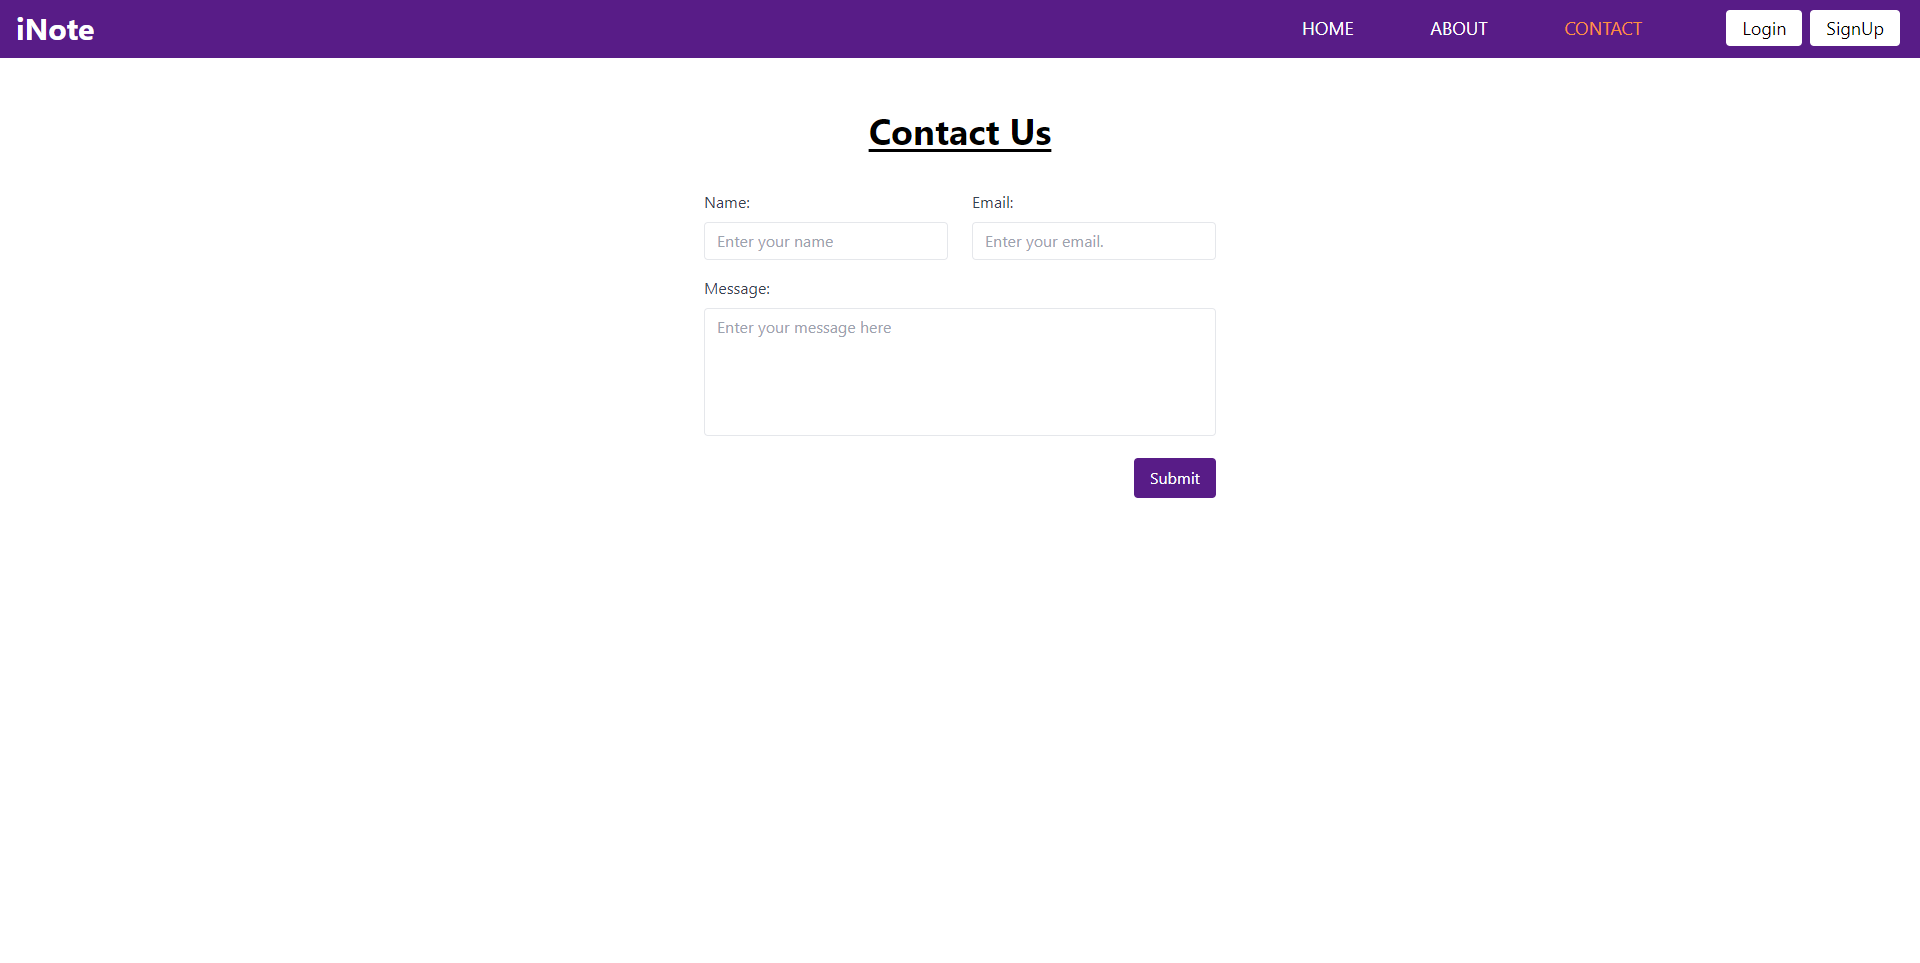 iNote HOME ABOUT CONTACT Login SignUp
Contact Us
Name: Email:
Enter your name Enter your email.
Message:
Enter your message here
Submit